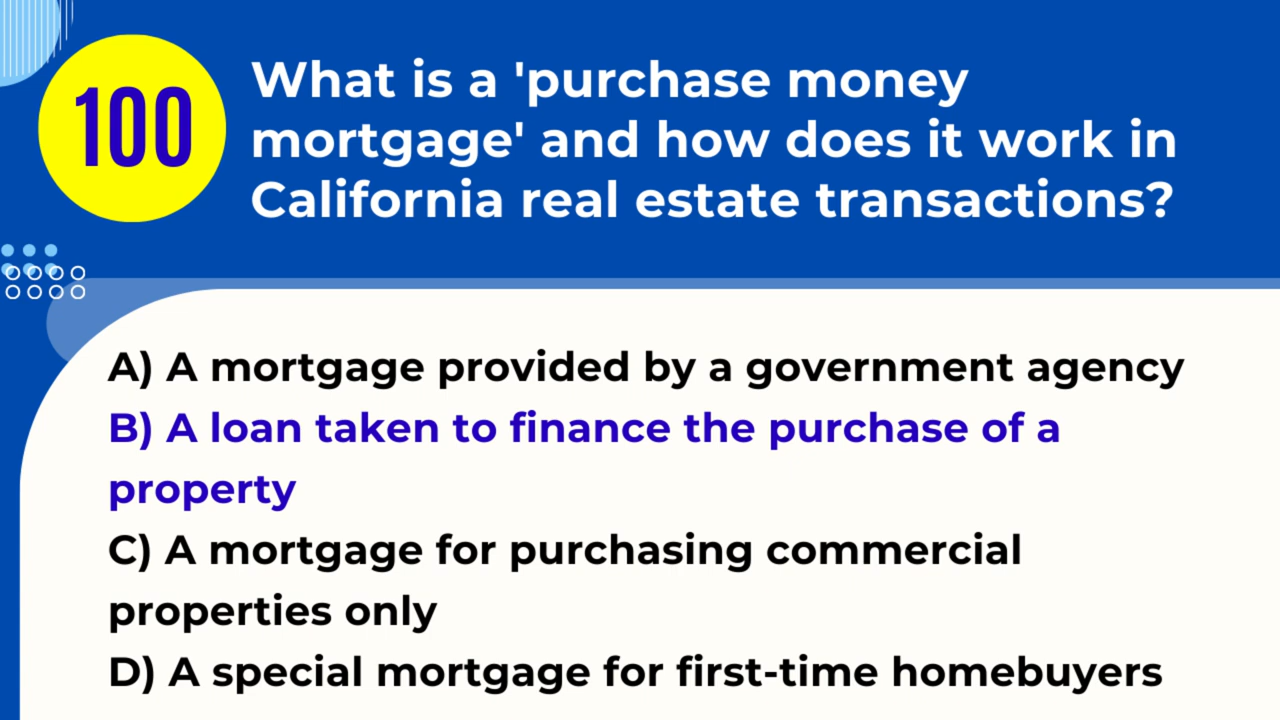 100
What is a 'purchase money
mortgage' and how does it work in
California real estate transactions?
A) A mortgage provided by a government agency
B) A loan taken to finance the purchase of a
property
C) A mortgage for purchasing commercial
properties only
D) A special mortgage for first-time homebuyers